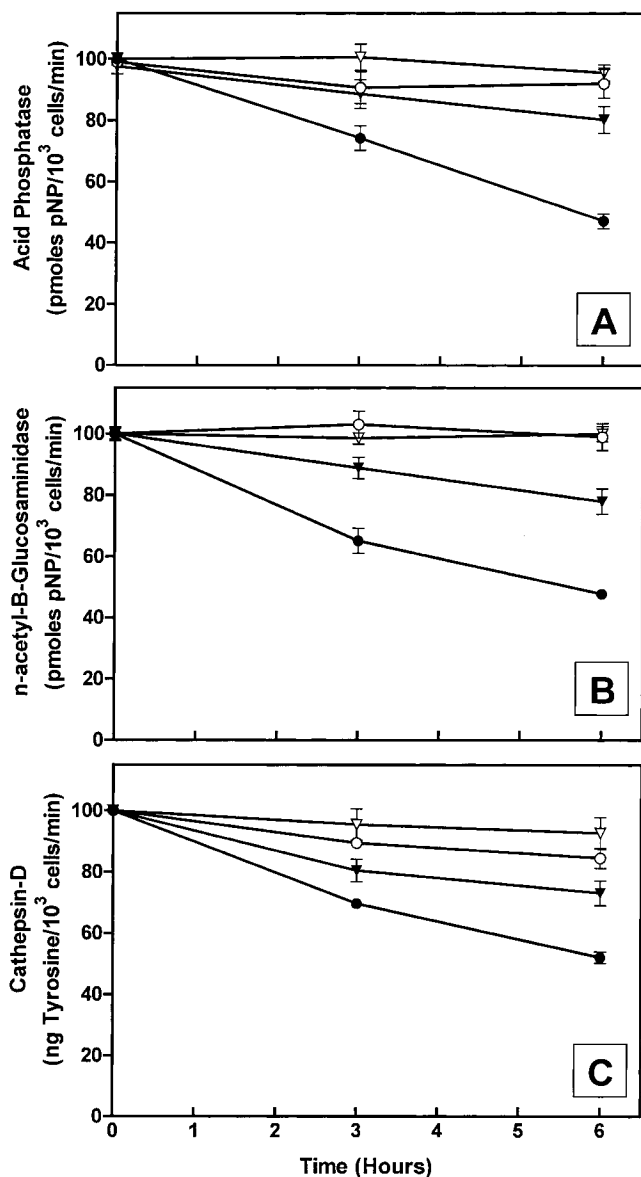 Acid Phosphatase
(pmoles pNP/10³ cells/min)
100
80
60
40
20
0
A
n-acetyl-B-Glucosaminidase
(pmoles pNP/10³ cells/min)
100
80
60
40
20
0
B
Cathepsin-D
(ng Tyrosine/10³ cells/min)
100
80
60
40
20
0
C
0 1 2 3 4 5 6
Time (Hours)